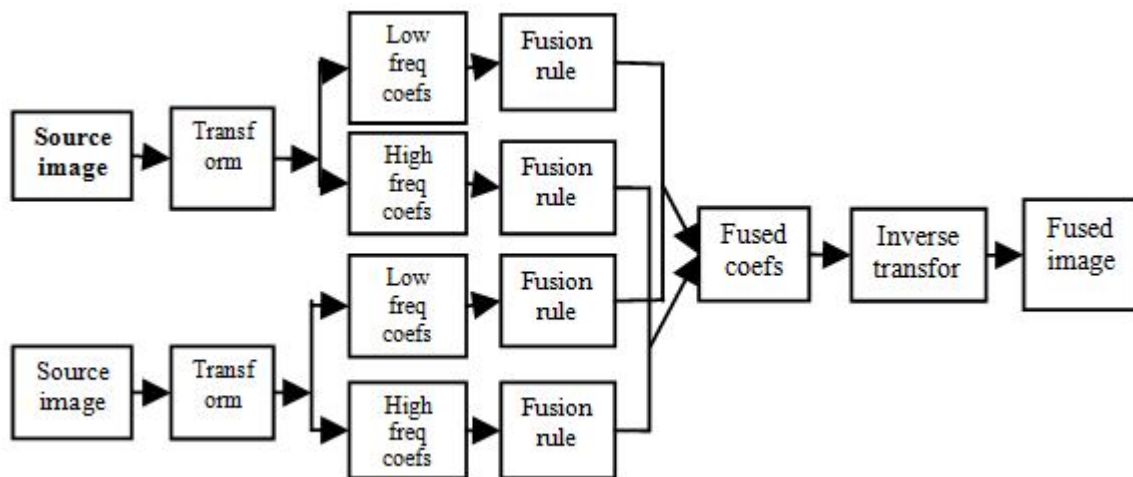 Source
image
Transf
orm
Low
freq
coefs
Fusion
rule
High
freq
coefs
Fusion
rule
Source
image
Transf
orm
Low
freq
coefs
Fusion
rule
High
freq
coefs
Fusion
rule
Fused
coefs
Inverse
transfor
Fused
image